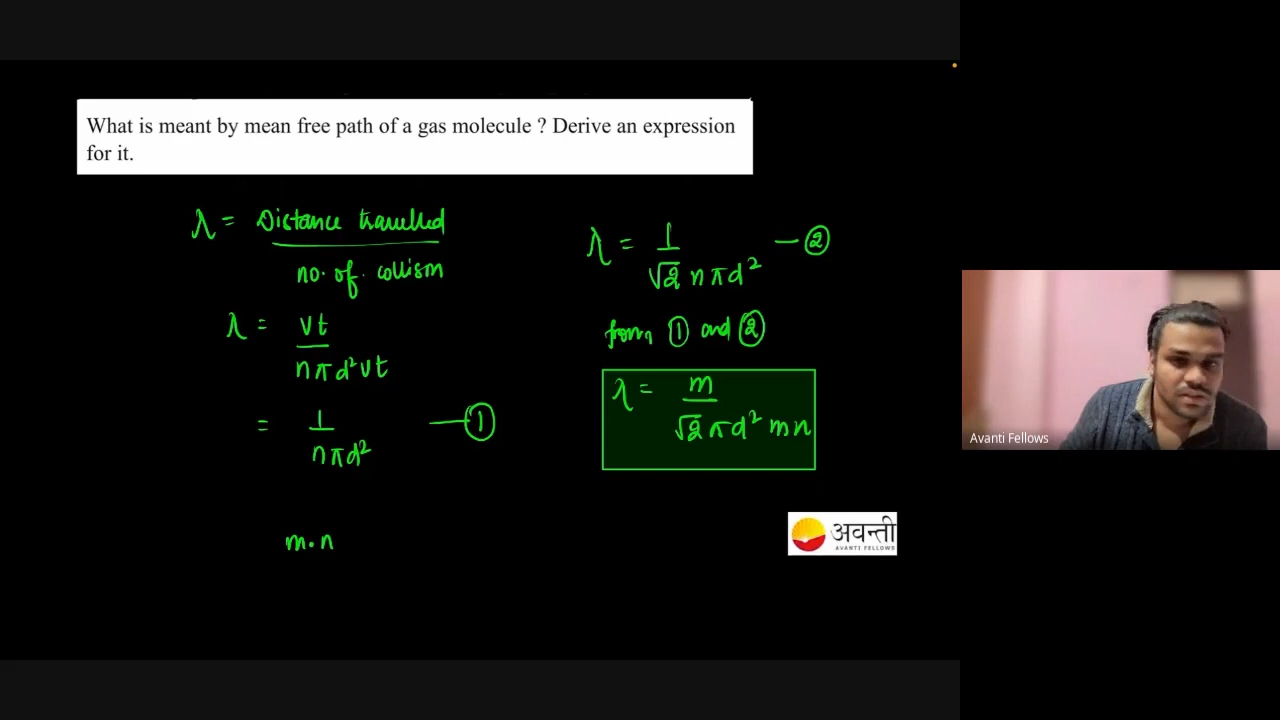 What is meant by mean free path of a gas molecule ? Derive an expression
for it.
λ = Distance travelled
no. of. collism
λ = vt
nπd²vt
= 1 — ①
nπd²
m.n
λ = 1 — ②
√2 nπd²
from ① and ②
λ = m
√2 πd² mn
Avanti Fellows
अवन्ती
AVANTI FELLOWS